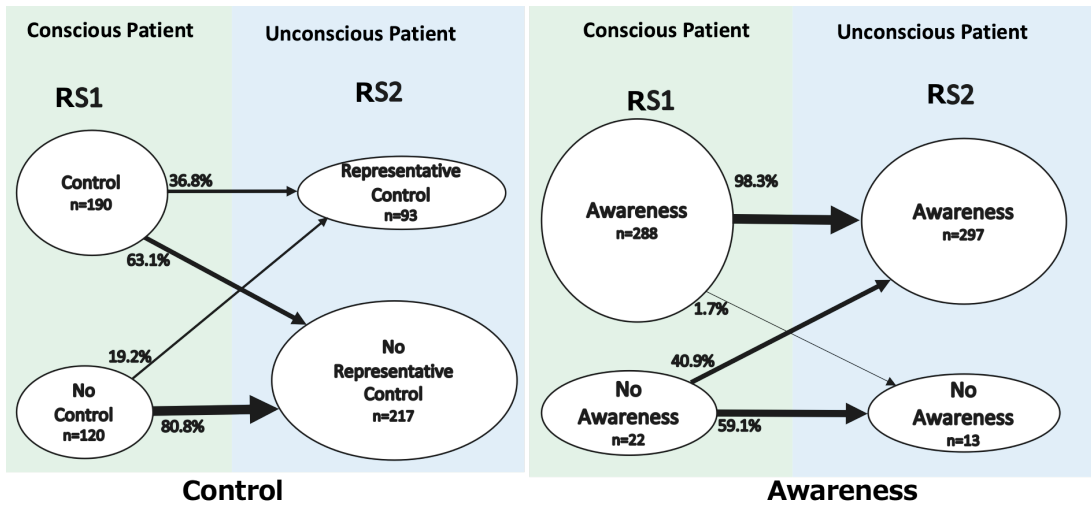 Conscious Patient
Unconscious Patient
RS1
RS2
Control
n=190
36.8%
63.1%
Representative
Control
n=93
No
Control
n=120
19.2%
80.8%
No
Representative
Control
n=217
Control
Conscious Patient
Unconscious Patient
RS1
RS2
Awareness
n=288
98.3%
1.7%
Awareness
n=297
No
Awareness
n=22
40.9%
59.1%
No
Awareness
n=13
Awareness